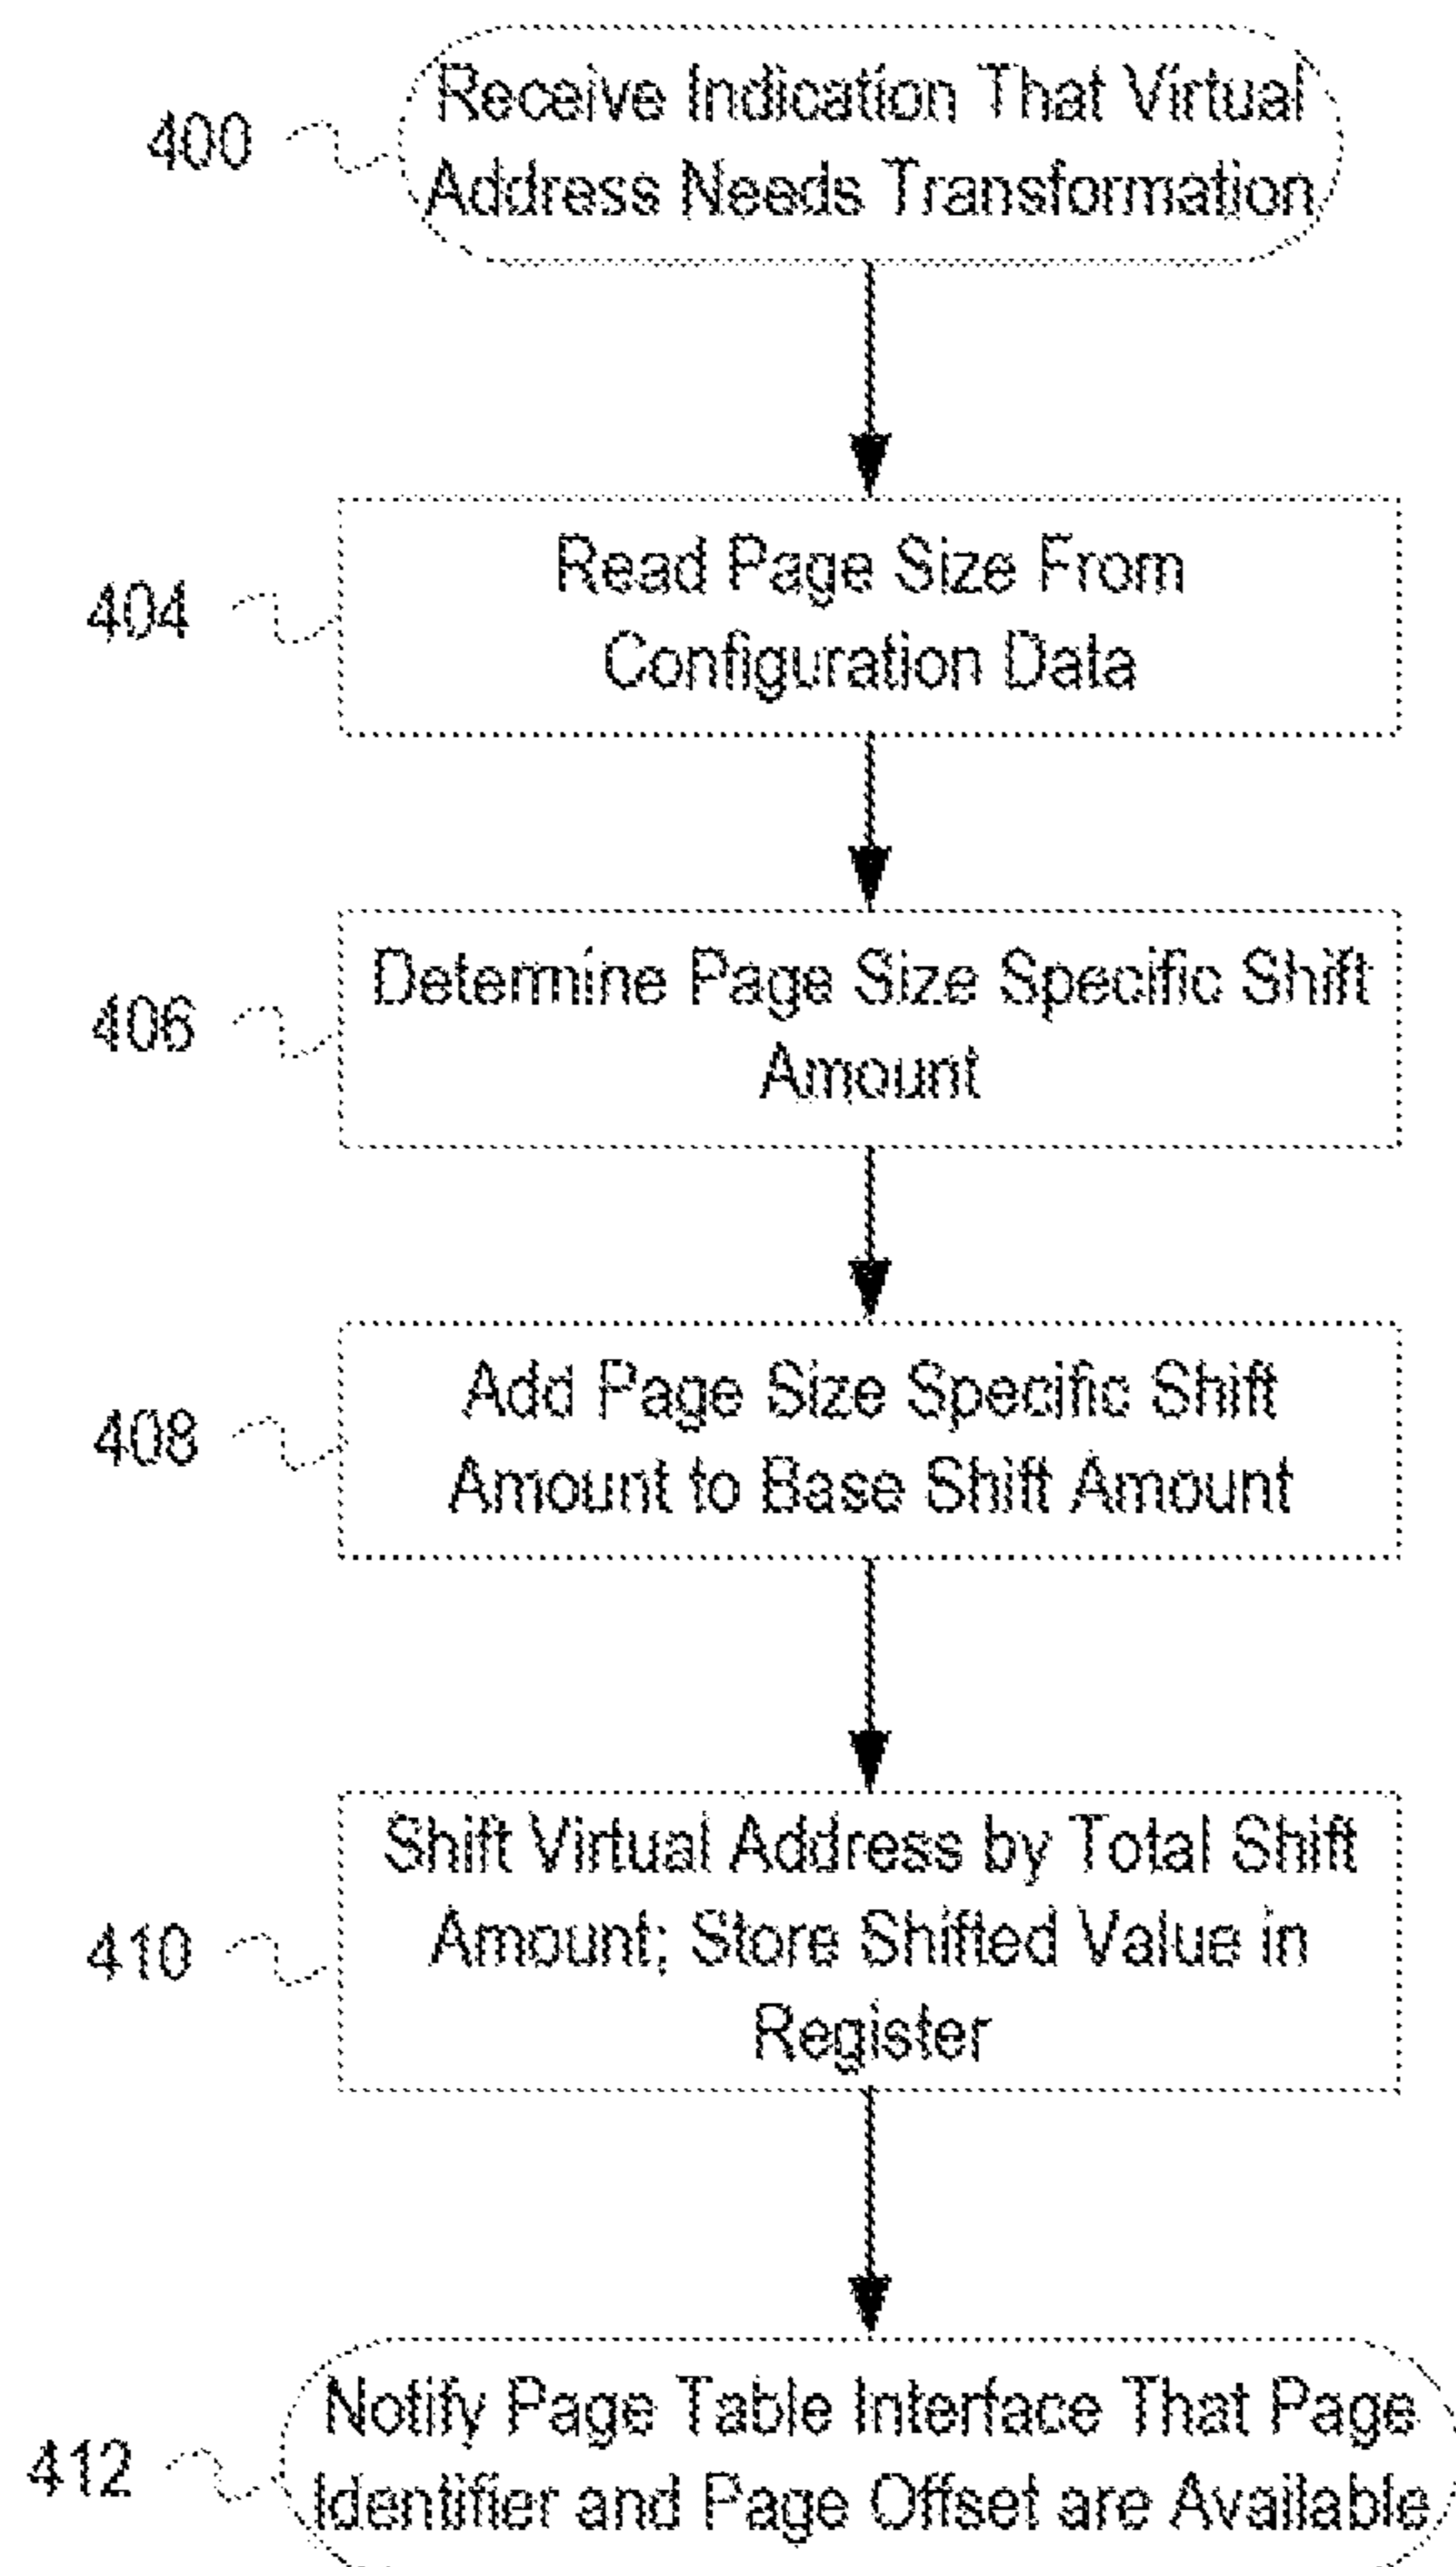 400
Receive Indication That Virtual
Address Needs Transformation
404
Read Page Size From
Configuration Data
406
Determine Page Size Specific Shift
Amount
408
Add Page Size Specific Shift
Amount to Base Shift Amount
410
Shift Virtual Address by Total Shift
Amount; Store Shifted Value in
Register
412
Notify Page Table Interface That Page
Identifier and Page Offset are Available